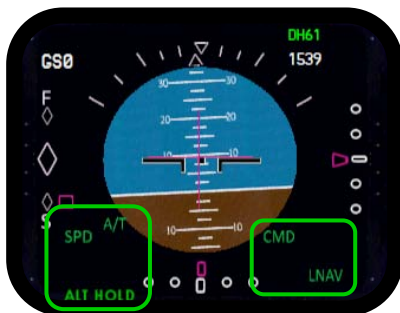 DH61
GS0 1539
30 30
F
20 20
10 10
S
A/T
SPD CMD
10 10
LNAV
ALT HOLD